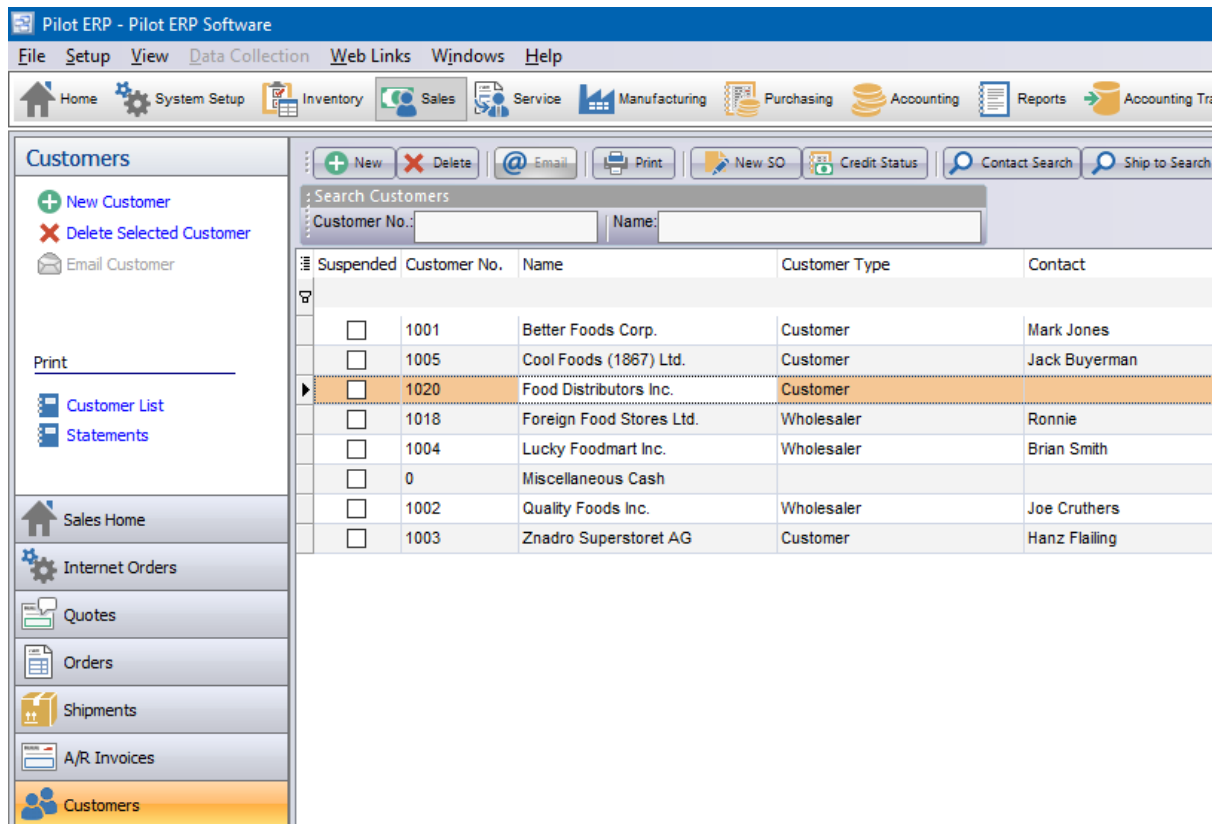 Pilot ERP - Pilot ERP Software
File Setup View Data Collection Web Links Windows Help
Home System Setup Inventory Sales Service Manufacturing Purchasing Accounting Reports Accounting Tra
Customers
New Customer
Delete Selected Customer
Email Customer
Print
Customer List
Statements
Sales Home
Internet Orders
Quotes
Orders
Shipments
A/R Invoices
Customers
New Delete Email Print New SO Credit Status Contact Search Ship to Search
Search Customers
Customer No.: Name:
Suspended Customer No. Name Customer Type Contact
1001 Better Foods Corp. Customer Mark Jones
1005 Cool Foods (1867) Ltd. Customer Jack Buyerman
1020 Food Distributors Inc. Customer
1018 Foreign Food Stores Ltd. Wholesaler Ronnie
1004 Lucky Foodmart Inc. Wholesaler Brian Smith
0 Miscellaneous Cash
1002 Quality Foods Inc. Wholesaler Joe Cruthers
1003 Znadro Superstoret AG Customer Hanz Flailing